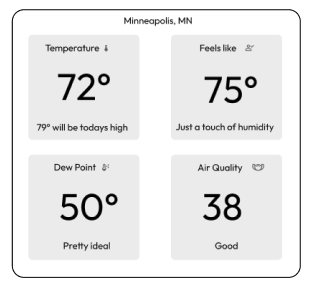 Minneapolis, MN
Temperature
Feels like
72°
75°
79° will be todays high
Just a touch of humidity
Dew Point
Air Quality
50°
38
Pretty ideal
Good